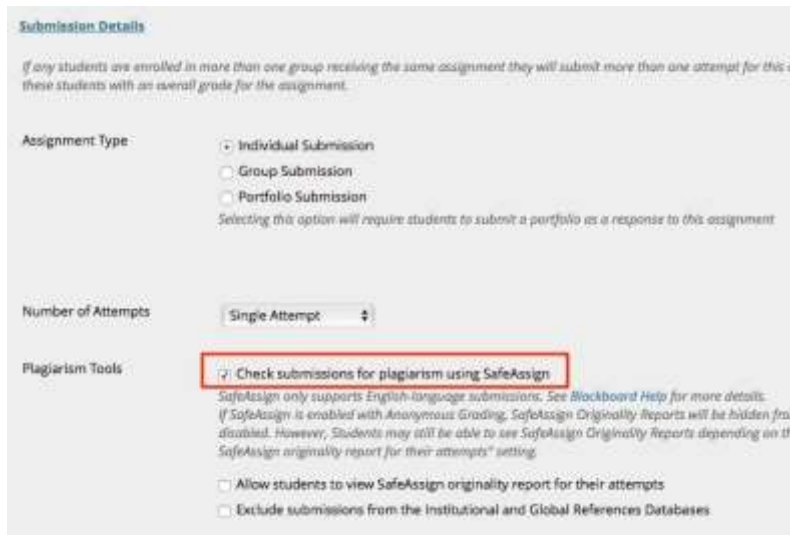 Submission Details
If any students are enrolled in more than one group receiving the same assignment they will submit more than one attempt for this
these students with an overall grade for the assignment.
Assignment Type
Individual Submission
Group Submission
Portfolio Submission
Selecting this option will require students to submit a portfolio as a response to this assignment
Number of Attempts
Single Attempt
Plagiarism Tools
Check submissions for plagiarism using SafeAssign
SafeAssign only supports English-language submissions. See Blackboard Help for more details.
If SafeAssign is enabled with Anonymous Grading, SafeAssign Originality Reports will be hidden
disabled. However, Students may still be able to see SafeAssign Originality Reports depending on
SafeAssign originality report for their attempts" setting.
Allow students to view SafeAssign originality report for their attempts
Exclude submissions from the Institutional and Global References Databases